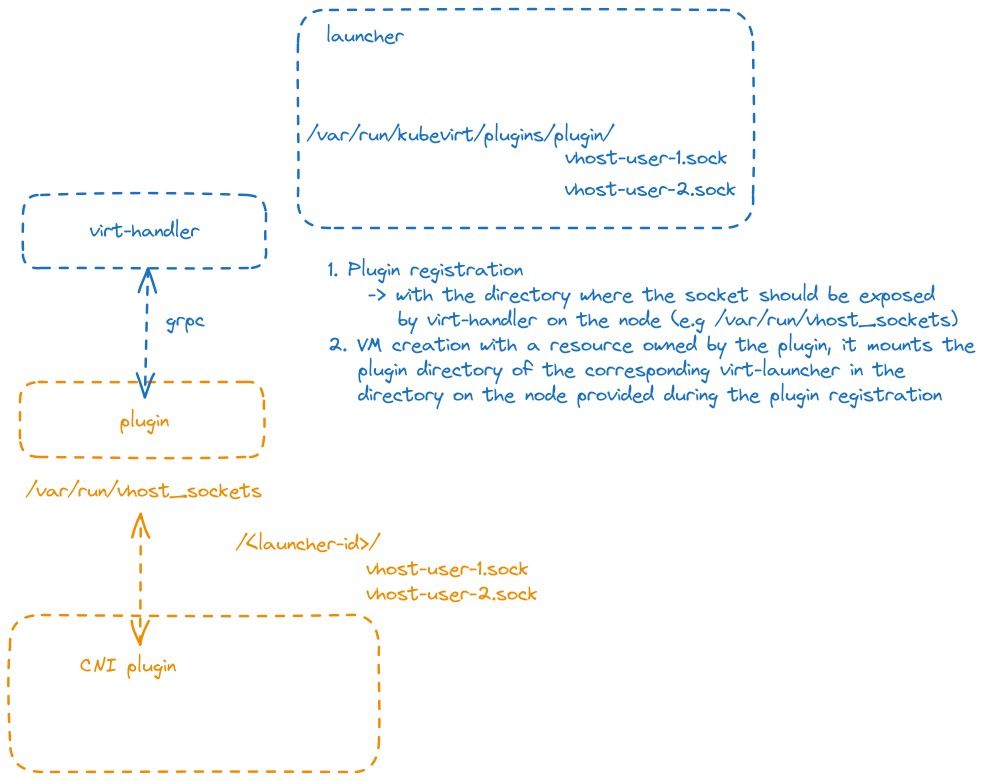 launcher
/var/run/kubevirt/plugins/plugin/
vhost-user-1.sock
vhost-user-2.sock
virt-handler
grpc
1. Plugin registration
-> with the directory where the socket should be exposed
by virt-handler on the node (e.g /var/run/vhost_sockets)
2. VM creation with a resource owned by the plugin, it mounts the
plugin directory of the corresponding virt-launcher in the
directory on the node provided during the plugin registration
plugin
/var/run/vhost_sockets
/<launcher-id>/
vhost-user-1.sock
vhost-user-2.sock
CNI plugin